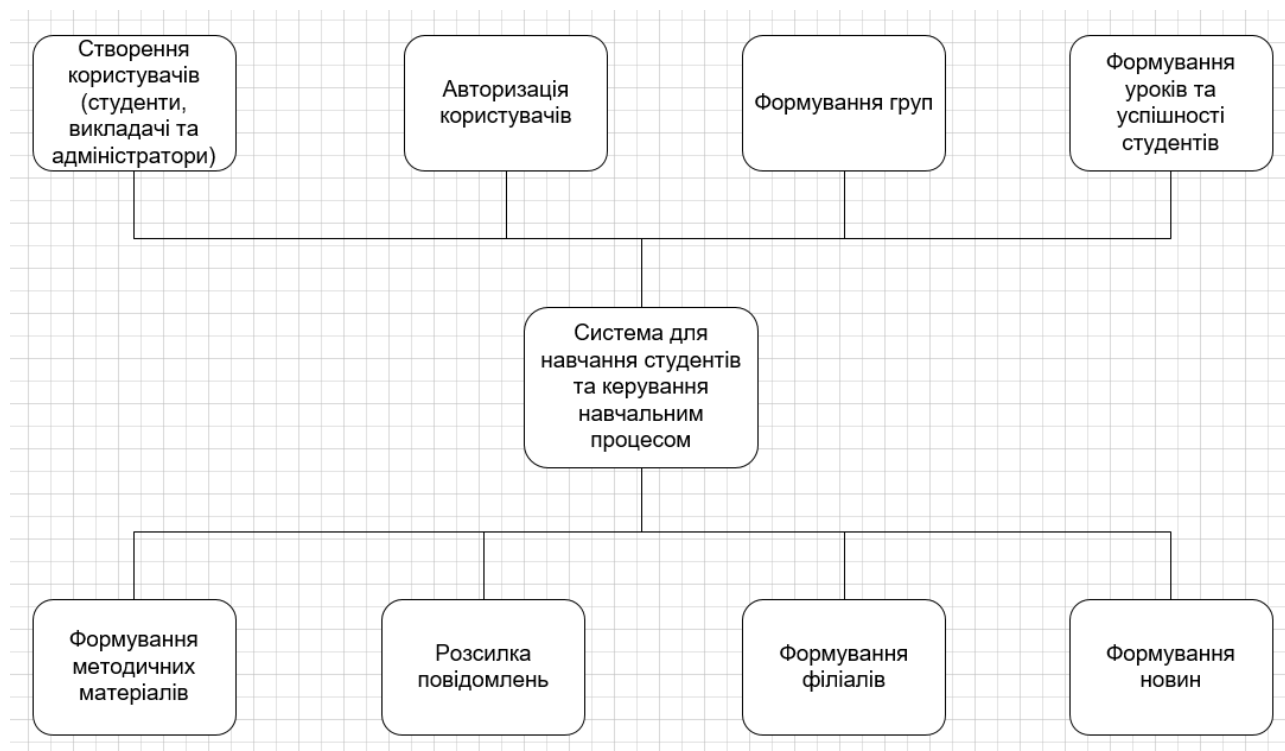 Створення
користувачів
(студенти,
викладачі та
адміністратори)
Авторизація
користувачів
Формування груп
Формування
уроків та
успішності
студентів
Система для
навчання студентів
та керування
навчальним
процесом
Формування
методичних
матеріалів
Розсилка
повідомлень
Формування
філіалів
Формування
новин